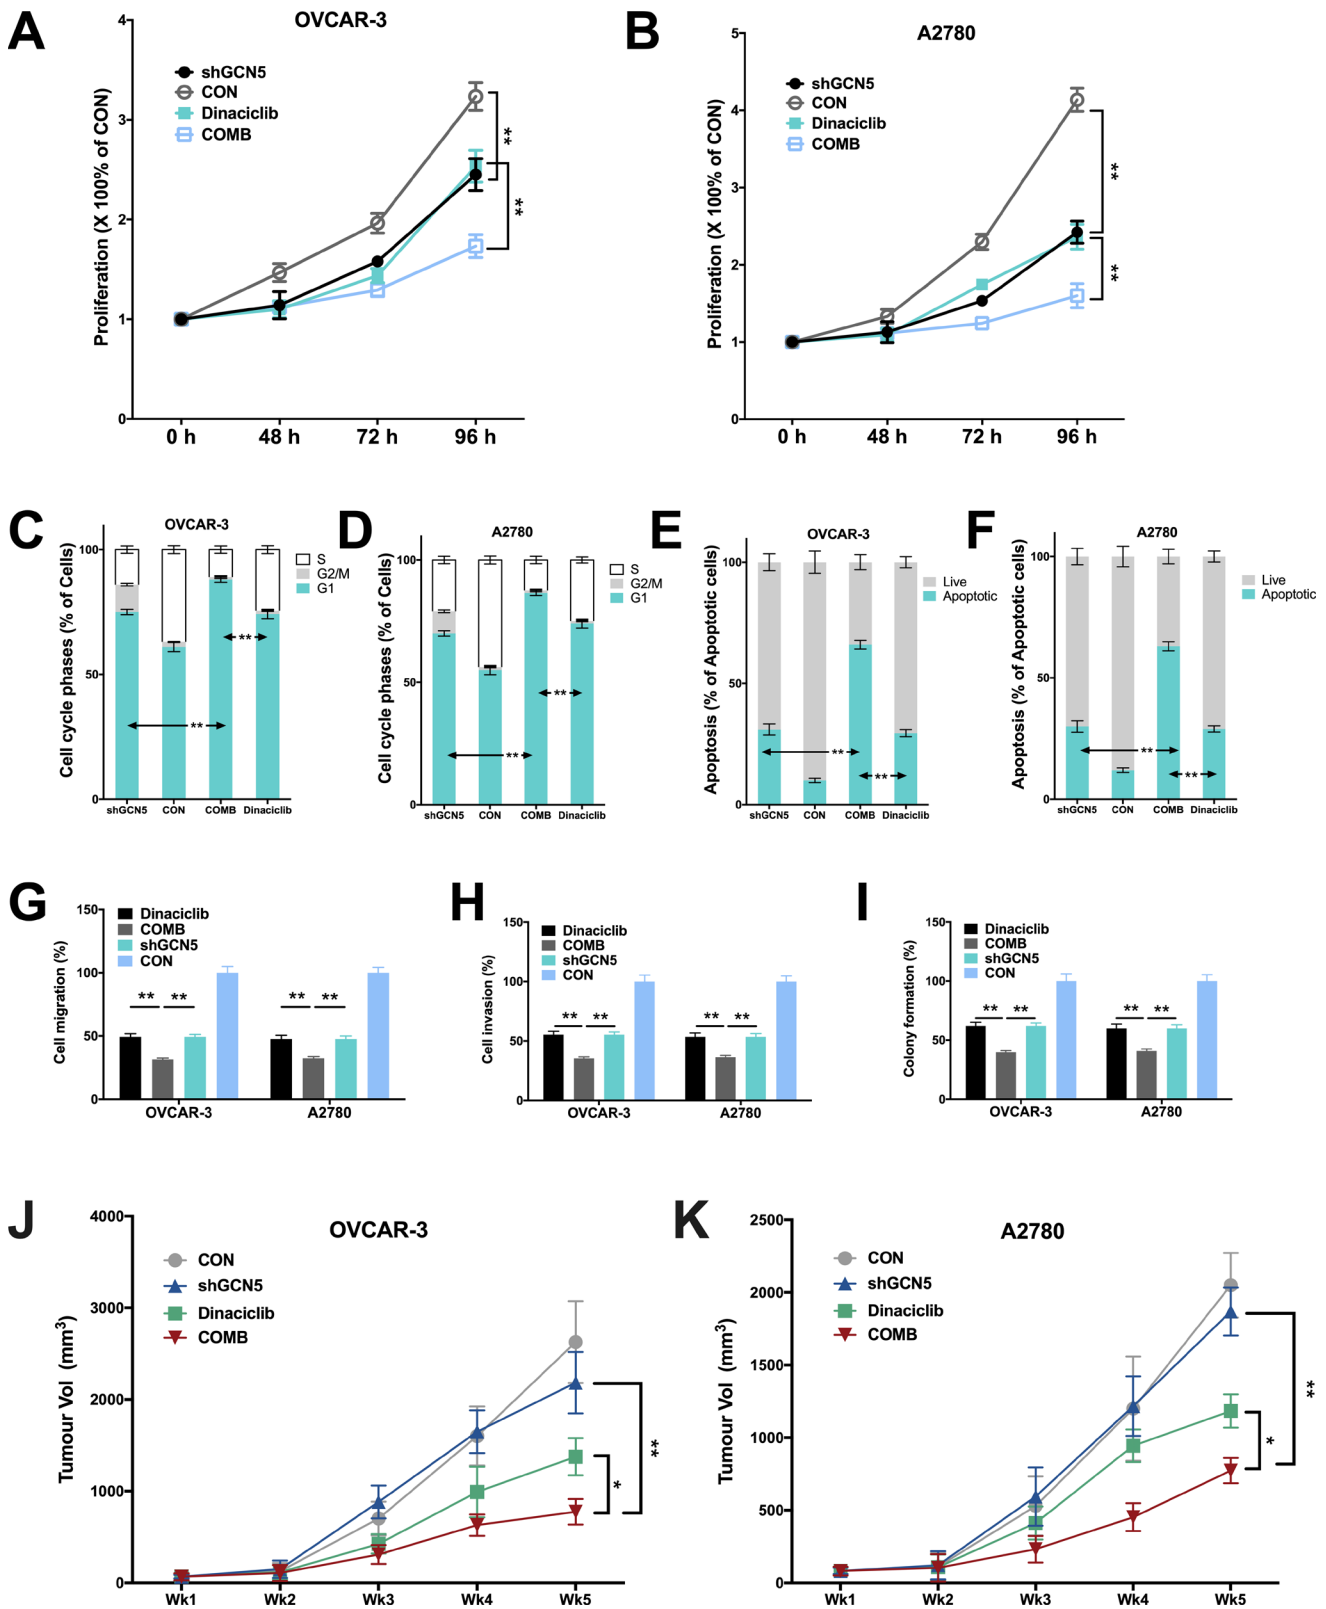 A
OVCAR-3
Proliferation (X 100% of CON)
4
3
2
1
0
shGCN5
CON
Dinaciclib
COMB
**
**
0 h
48 h
72 h
96 h
B
A2780
Proliferation (X 100% of CON)
5
4
3
2
1
0
shGCN5
CON
Dinaciclib
COMB
**
**
0 h
48 h
72 h
96 h
C
OVCAR-3
Cell cycle phases (% of Cells)
100
50
0
S
G2/M
G1
**
**
shGCN5
CON
COMB
Dinaciclib
D
A2780
Cell cycle phases (% of Cells)
100
50
0
S
G2/M
G1
**
**
shGCN5
CON
COMB
Dinaciclib
E
OVCAR-3
Apoptosis (% of Apoptotic cells)
100
50
0
Live
Apoptotic
**
**
shGCN5
CON
COMB
Dinaciclib
F
A2780
Apoptosis (% of Apoptotic cells)
100
50
0
Live
Apoptotic
**
**
shGCN5
CON
COMB
Dinaciclib
G
Cell migration (%)
150
100
50
0
Dinaciclib
COMB
shGCN5
CON
** **
** **
OVCAR-3
A2780
H
Cell invasion (%)
150
100
50
0
Dinaciclib
COMB
shGCN5
CON
** **
** **
OVCAR-3
A2780
I
Colony formation (%)
150
100
50
0
Dinaciclib
COMB
shGCN5
CON
** **
** **
OVCAR-3
A2780
J
OVCAR-3
Tumour Vol (mm³)
4000
3000
2000
1000
0
CON
shGCN5
Dinaciclib
COMB
*
**
Wk1
Wk2
Wk3
Wk4
Wk5
K
A2780
Tumour Vol (mm³)
2500
2000
1500
1000
500
0
CON
shGCN5
Dinaciclib
COMB
*
**
Wk1
Wk2
Wk3
Wk4
Wk5